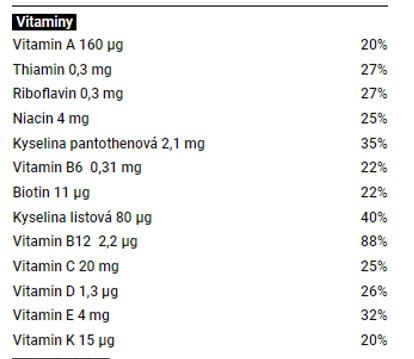 Vitaminy
Vitamin A 160 µg 20%
Thiamin 0,3 mg 27%
Riboflavin 0,3 mg 27%
Niacin 4 mg 25%
Kyselina pantothenová 2,1 mg 35%
Vitamin B6 0,31 mg 22%
Biotin 11 µg 22%
Kyselina listová 80 µg 40%
Vitamin B12 2,2 µg 88%
Vitamin C 20 mg 25%
Vitamin D 1,3 µg 26%
Vitamin E 4 mg 32%
Vitamin K 15 µg 20%